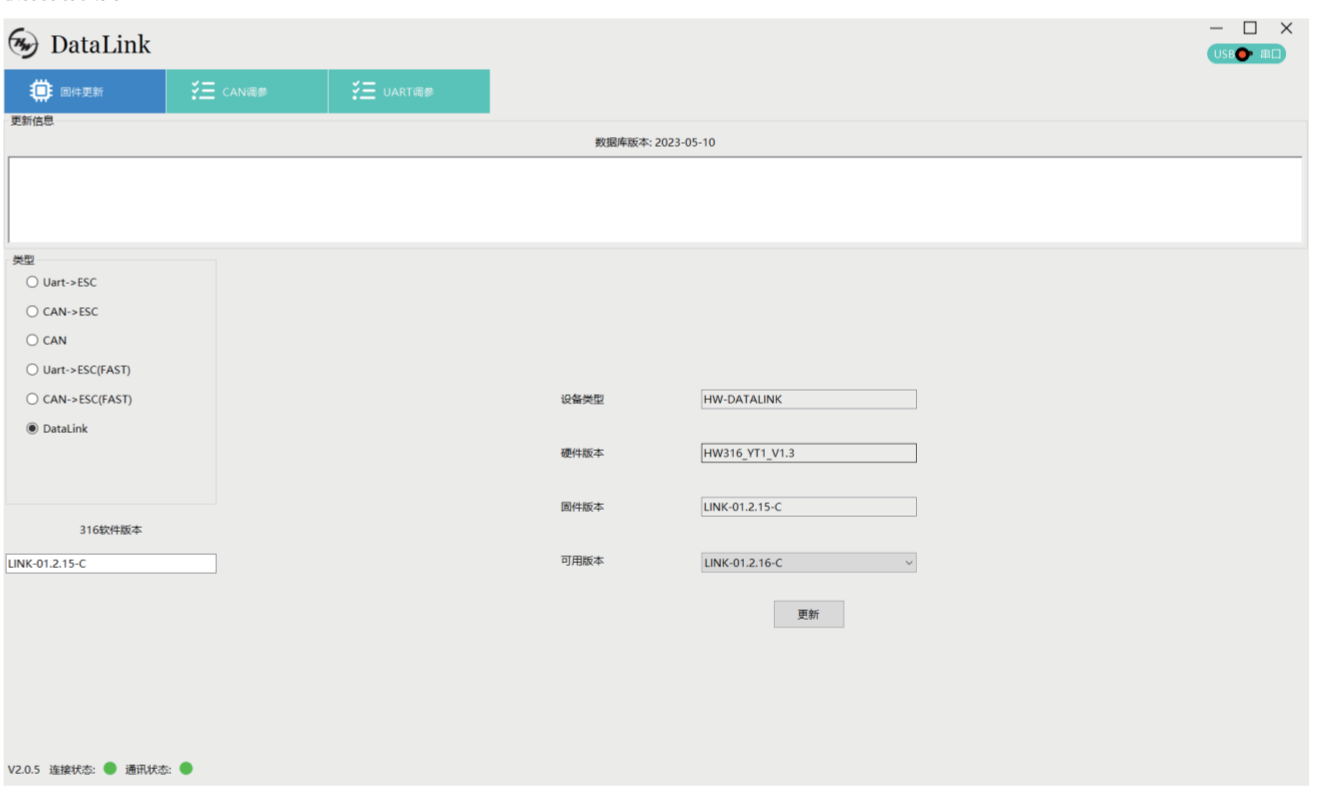 DataLink
USB 串口
固件更新 CAN调参 UART调参
更新信息
数据库版本: 2023-05-10
类型
Uart->ESC
CAN->ESC
CAN
Uart->ESC(FAST)
CAN->ESC(FAST)
DataLink
设备类型 HW-DATALINK
硬件版本 HW316_YT1_V1.3
固件版本 LINK-01.2.15-C
316软件版本
LINK-01.2.15-C
可用版本 LINK-01.2.16-C
更新
V2.0.5 连接状态: 通讯状态: